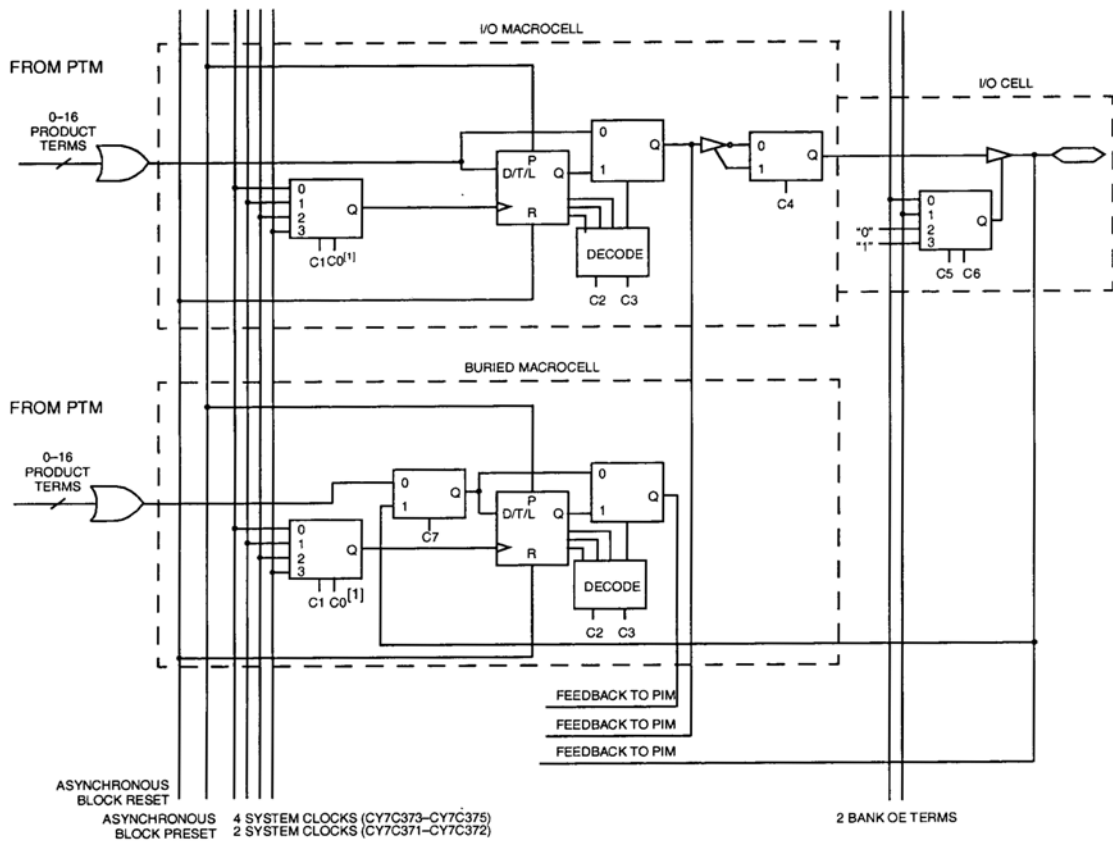 I/O MACROCELL
FROM PTM
I/O CELL
0–16
PRODUCT
TERMS
0
Q
1
P
D/T/L Q
R
0
1
C4
0
1
2
3
Q
C1 C0[1]
DECODE
C2 C3
"0"
"1"
0
1
2
3
Q
C5 C6
BURIED MACROCELL
FROM PTM
0–16
PRODUCT
TERMS
0
Q
1
C7
0
Q
1
P
D/T/L Q
R
0
1
2
3
Q
C1 C0[1]
DECODE
C2 C3
FEEDBACK TO PIM
FEEDBACK TO PIM
FEEDBACK TO PIM
ASYNCHRONOUS
BLOCK RESET
ASYNCHRONOUS
BLOCK PRESET
4 SYSTEM CLOCKS (CY7C373–CY7C375)
2 SYSTEM CLOCKS (CY7C371–CY7C372)
2 BANK OE TERMS